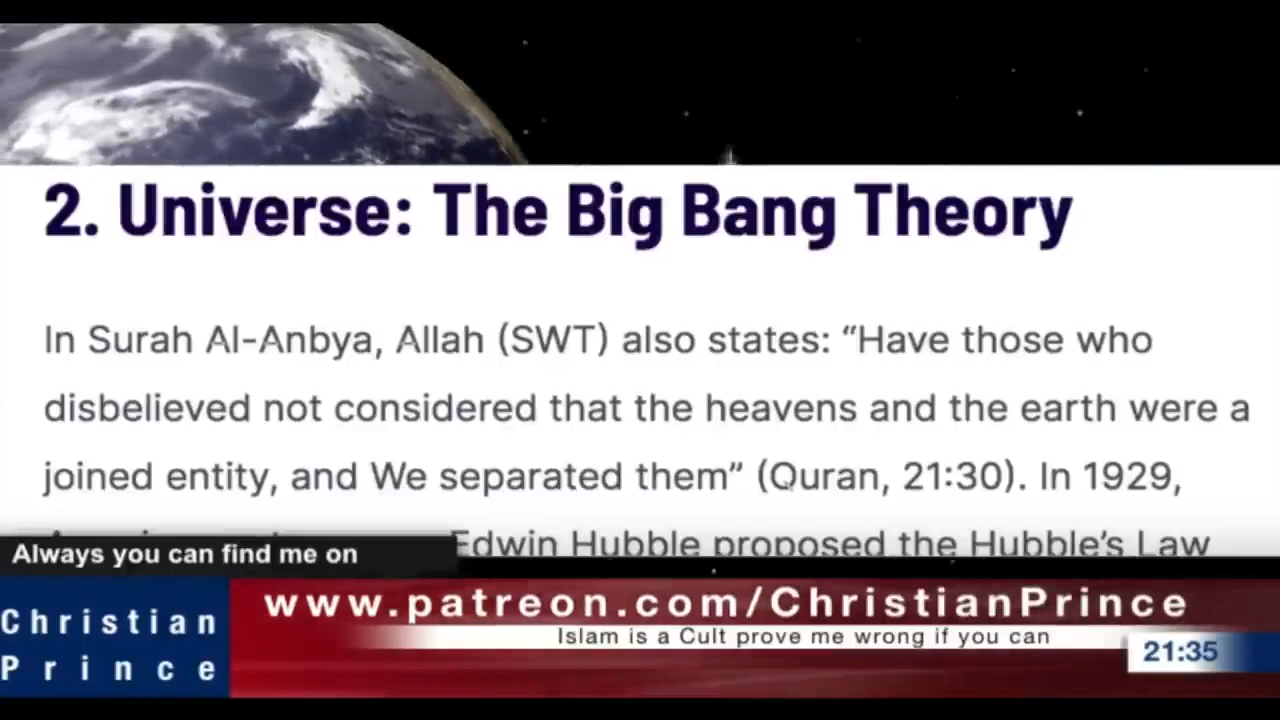 2. Universe: The Big Bang Theory
In Surah Al-Anbya, Allah (SWT) also states: “Have those who
disbelieved not considered that the heavens and the earth were a
joined entity, and We separated them” (Quran, 21:30). In 1929,
Edwin Hubble proposed the Hubble’s Law
Always you can find me on
www.patreon.com/ChristianPrince
Christian
Prince
Islam is a Cult prove me wrong if you can
21:35